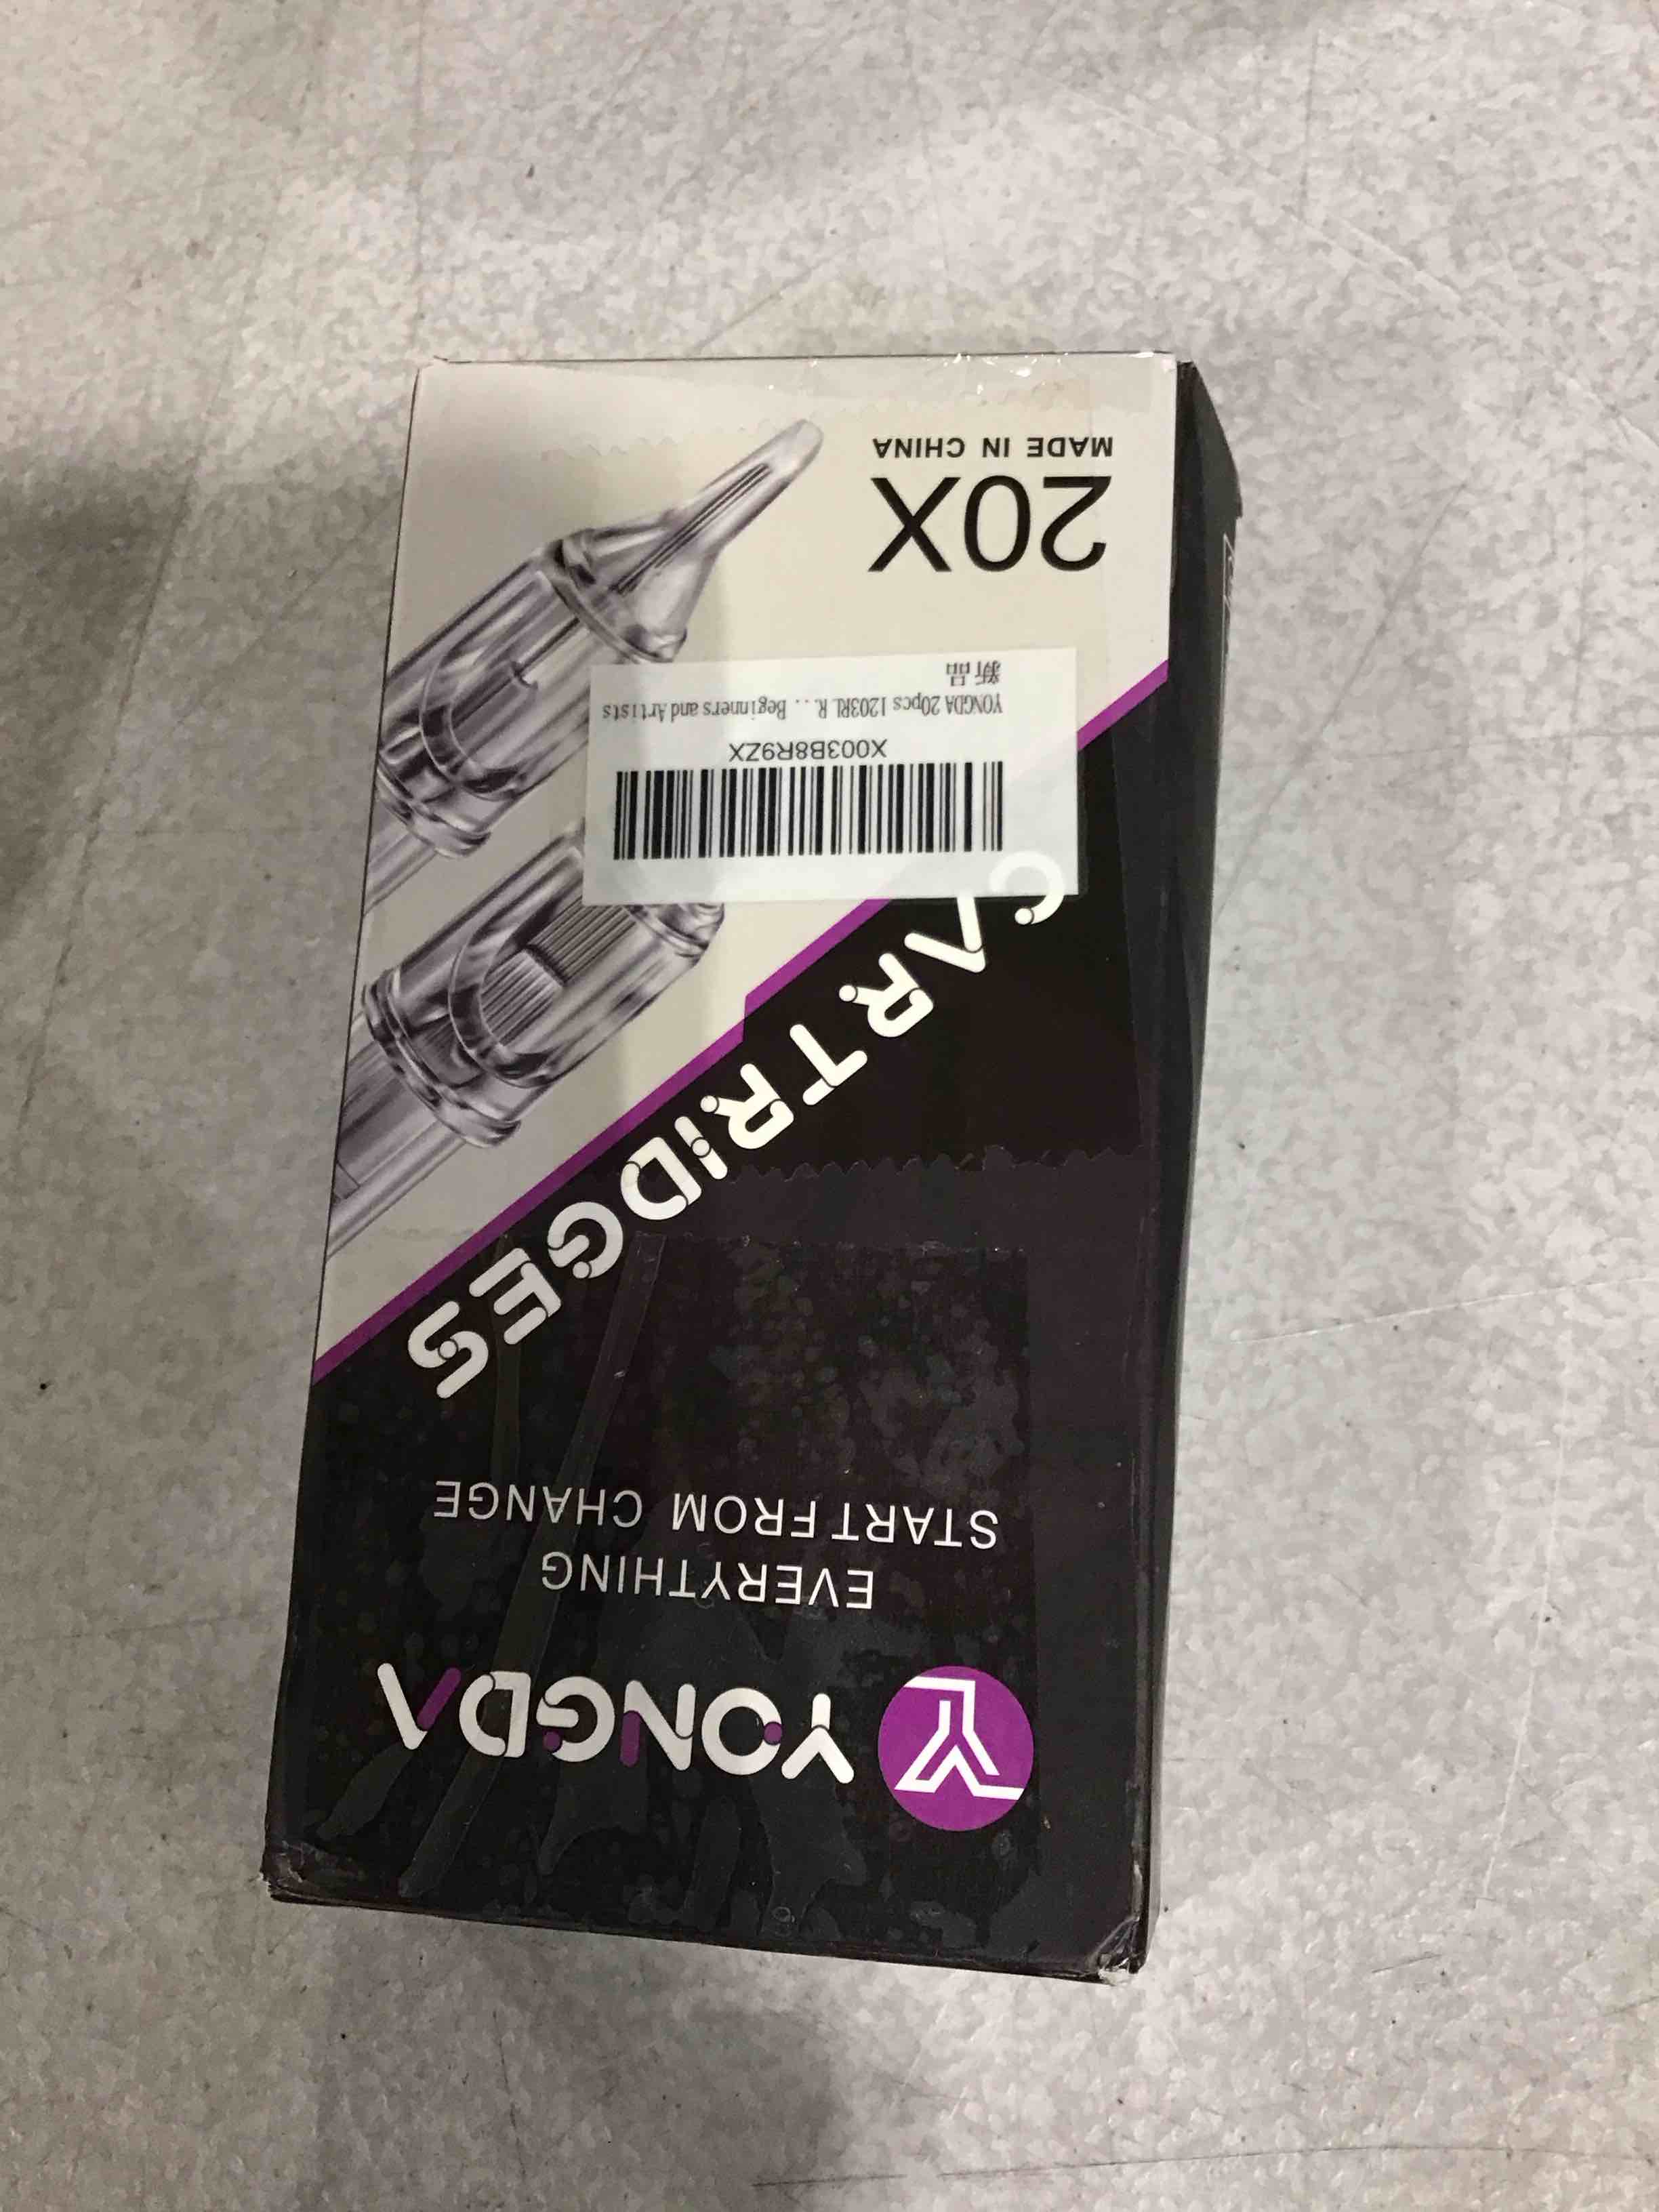 YONGDA
EVERYTHING
START FROM CHANGE
CARTRIDGES
X003B8R9ZX
YONGDA 20pcs 1203RL R... Beginners and Artists
新品
20X
MADE IN CHINA